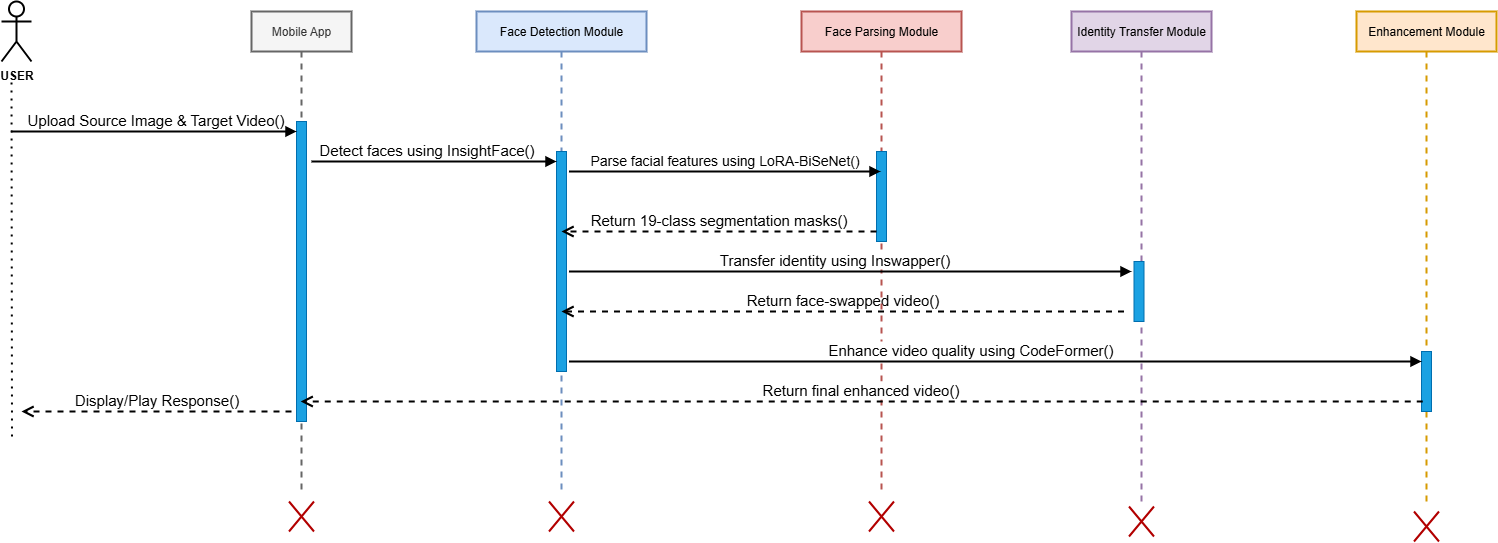 USER
Mobile App
Face Detection Module
Face Parsing Module
Identity Transfer Module
Enhancement Module
Upload Source Image & Target Video()
Detect faces using InsightFace()
Parse facial features using LoRA-BiSeNet()
Return 19-class segmentation masks()
Transfer identity using Inswapper()
Return face-swapped video()
Enhance video quality using CodeFormer()
Return final enhanced video()
Display/Play Response()